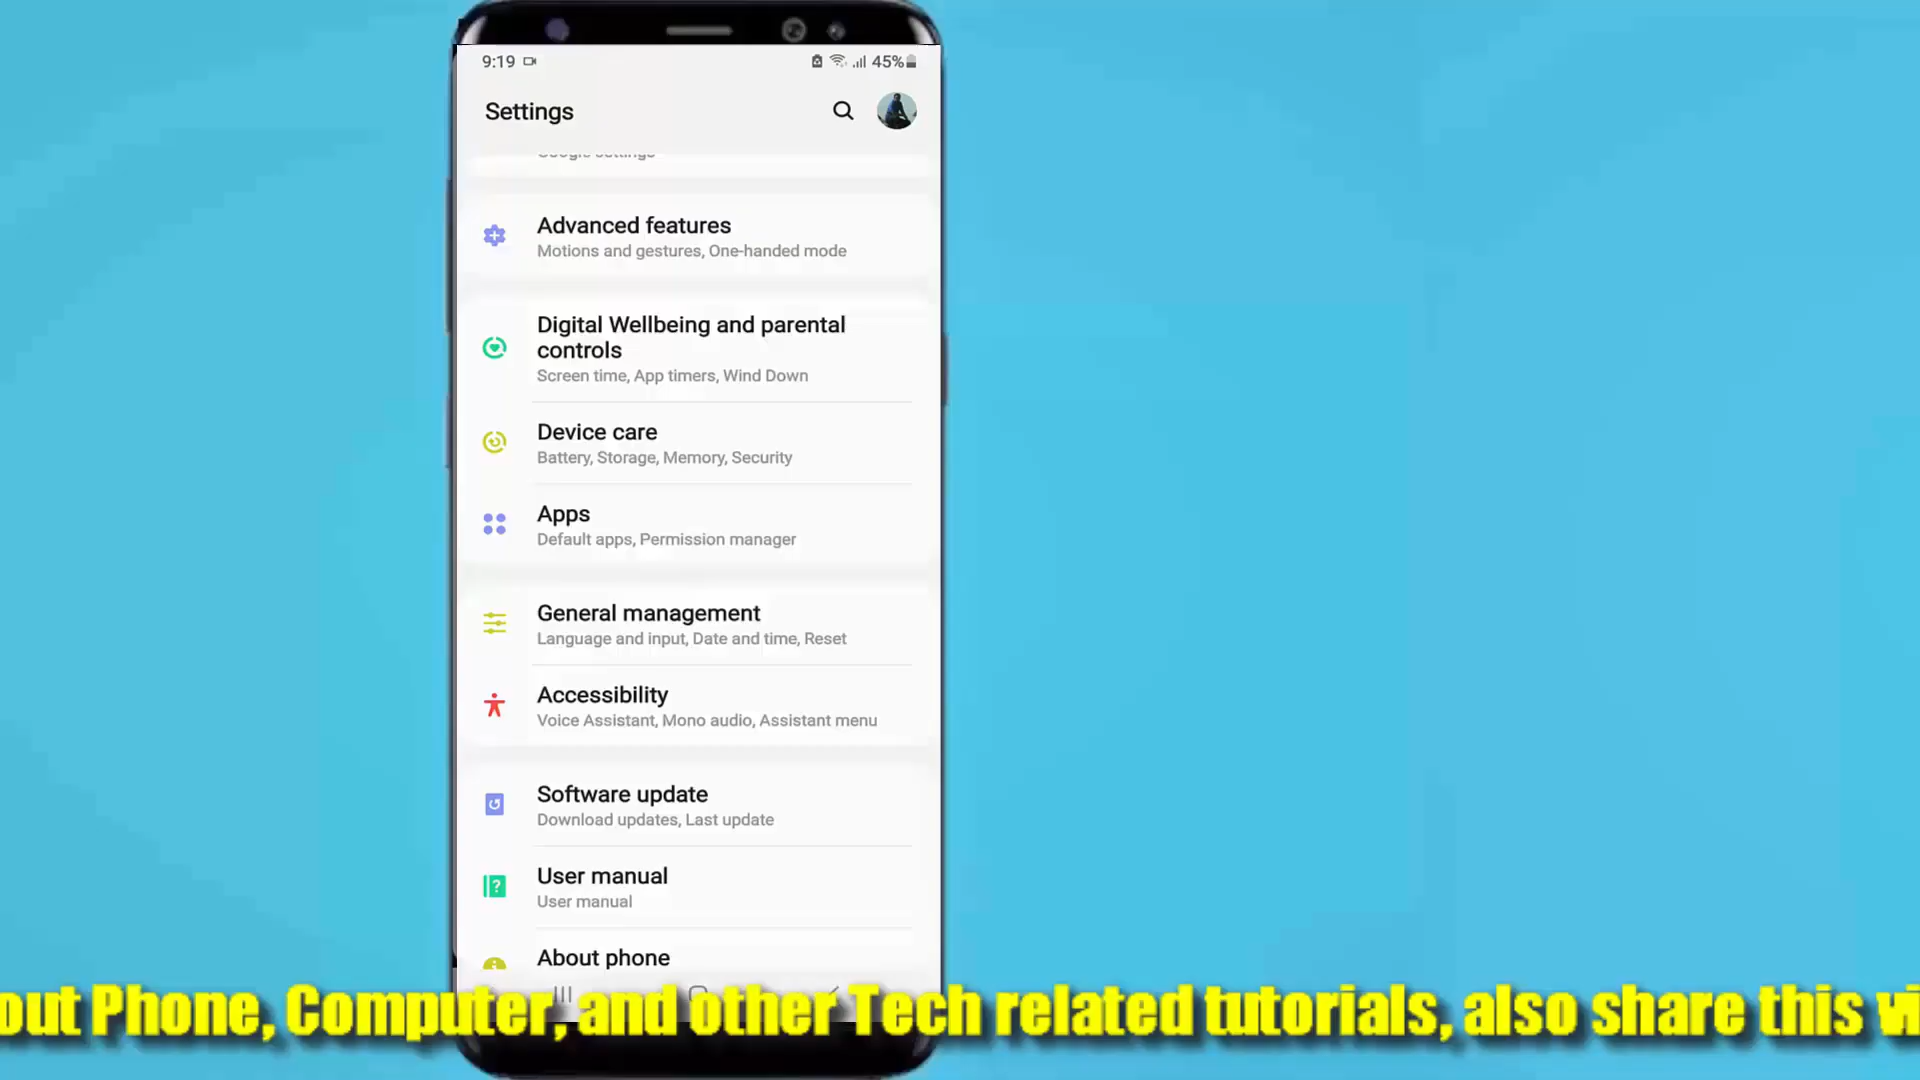 9:19
45%
Settings
Google settings
Advanced features
Motions and gestures, One-handed mode
Digital Wellbeing and parental
controls
Screen time, App timers, Wind Down
Device care
Battery, Storage, Memory, Security
Apps
Default apps, Permission manager
General management
Language and input, Date and time, Reset
Accessibility
Voice Assistant, Mono audio, Assistant menu
Software update
Download updates, Last update
User manual
User manual
About phone
out Phone, Computer, and other Tech related tutorials, also share this vi